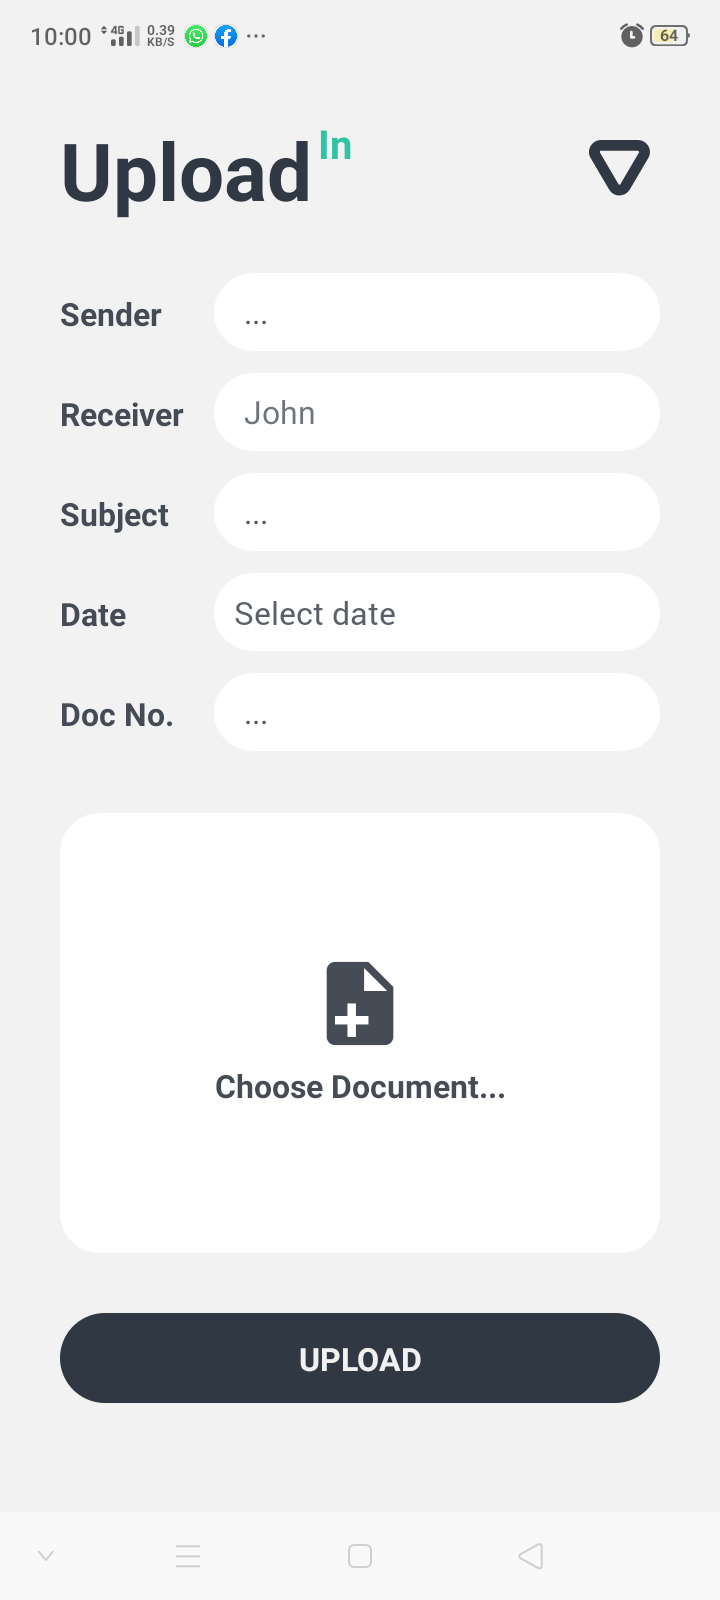 10:00 4G 0.39 KB/S ... 64
Upload In
Sender ...
Receiver John
Subject ...
Date Select date
Doc No. ...
Choose Document...
UPLOAD